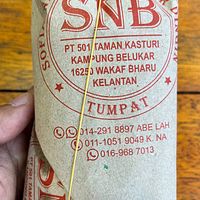 SNB
PT 501 TAMAN KASTURI
KAMPUNG BELUKAR
16250 WAKAF BHARU
KELANTAN
TUMPAT
014-291 8897 ABE LAH
011-1051 9049 K. NA
016-968 7013